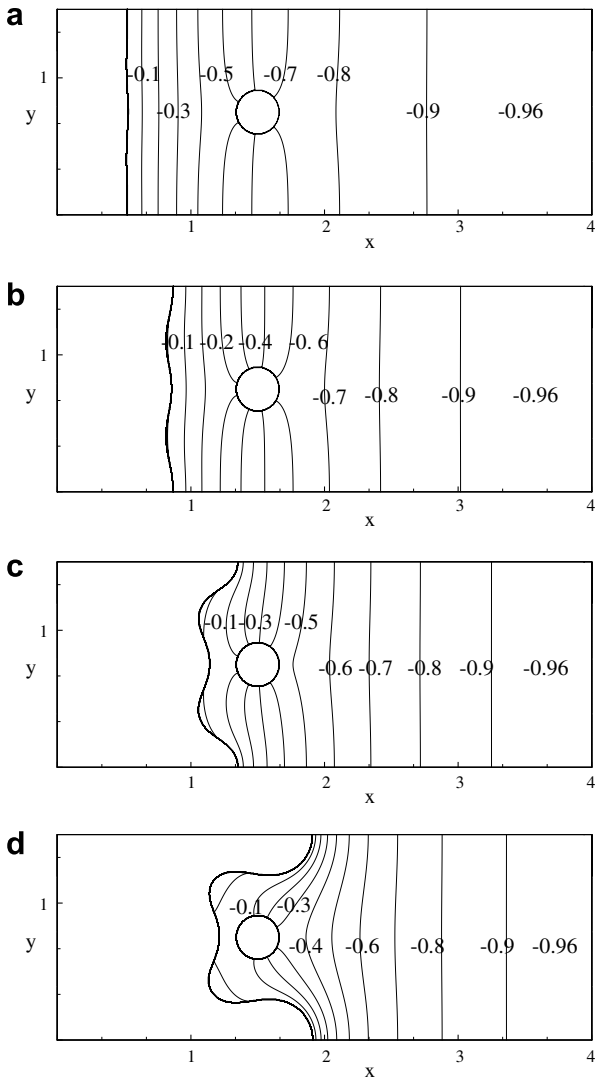 a
-0.1 -0.5 -0.7 -0.8
1
y -0.3 -0.9 -0.96
1 2 3 4
x
b
-0.1 -0.2 -0.4 -0. 6
1
y -0.7 -0.8 -0.9 -0.96
1 2 3 4
x
c
-0.1 -0.3 -0.5
1
y -0.6 -0.7 -0.8 -0.9 -0.96
1 2 3 4
x
d
1 -0.1 -0.3
y -0.4 -0.6 -0.8 -0.9 -0.96
1 2 3 4
x